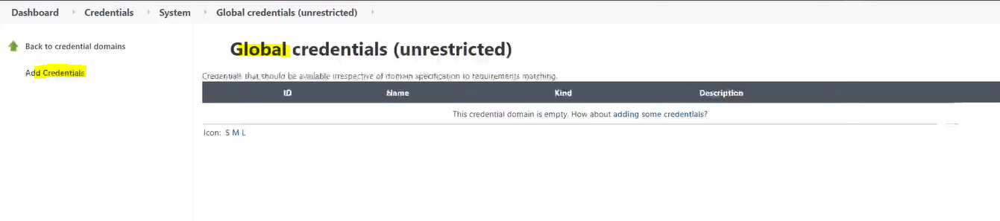 Dashboard Credentials System Global credentials (unrestricted)
Back to credential domains
Add Credentials
Global credentials (unrestricted)
Credentials that should be available irrespective of domain specification to requirements matching.
ID Name Kind Description
This credential domain is empty. How about adding some credentials?
Icon: S M L